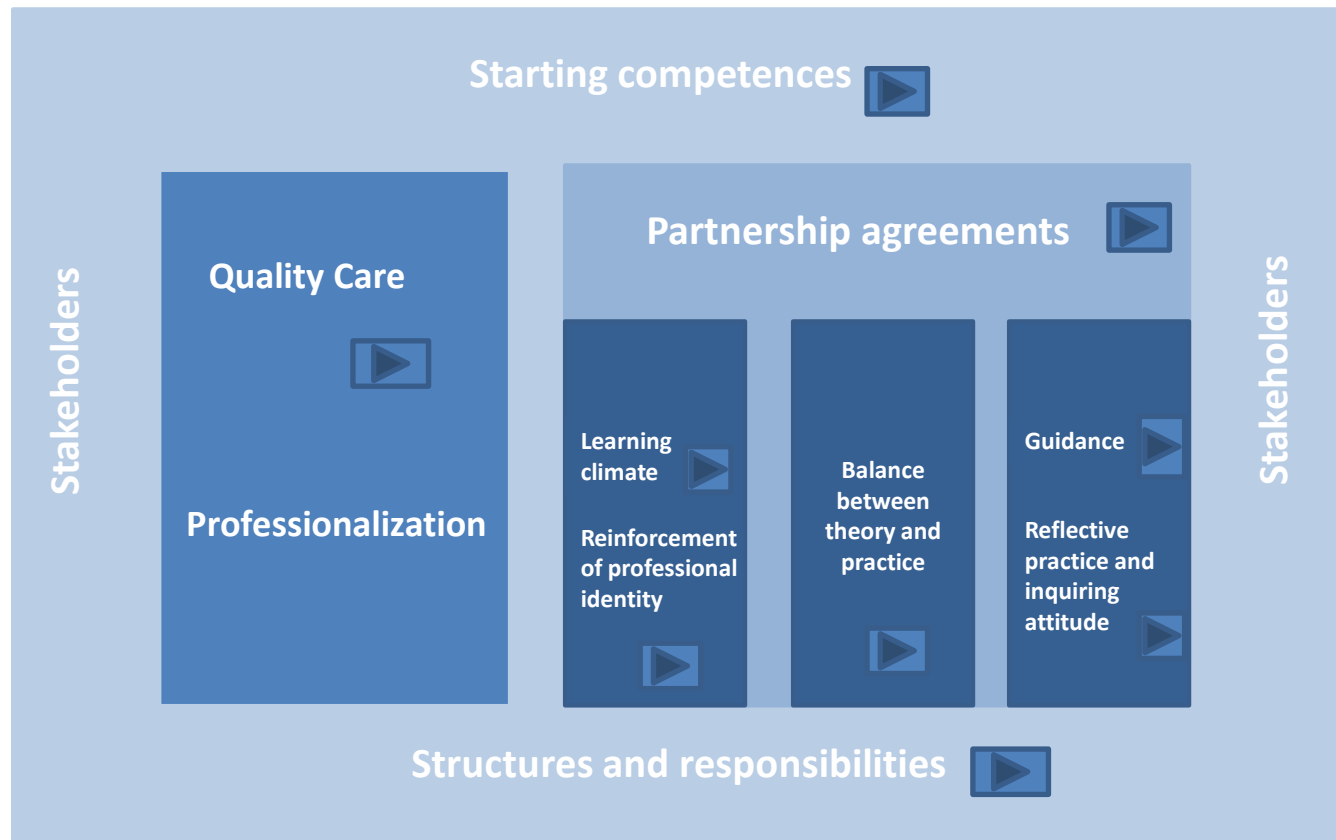 Starting competences
Stakeholders
Quality Care
Professionalization
Partnership agreements
Learning
climate
Reinforcement
of professional
identity
Balance
between
theory and
practice
Guidance
Reflective
practice and
inquiring
attitude
Stakeholders
Structures and responsibilities